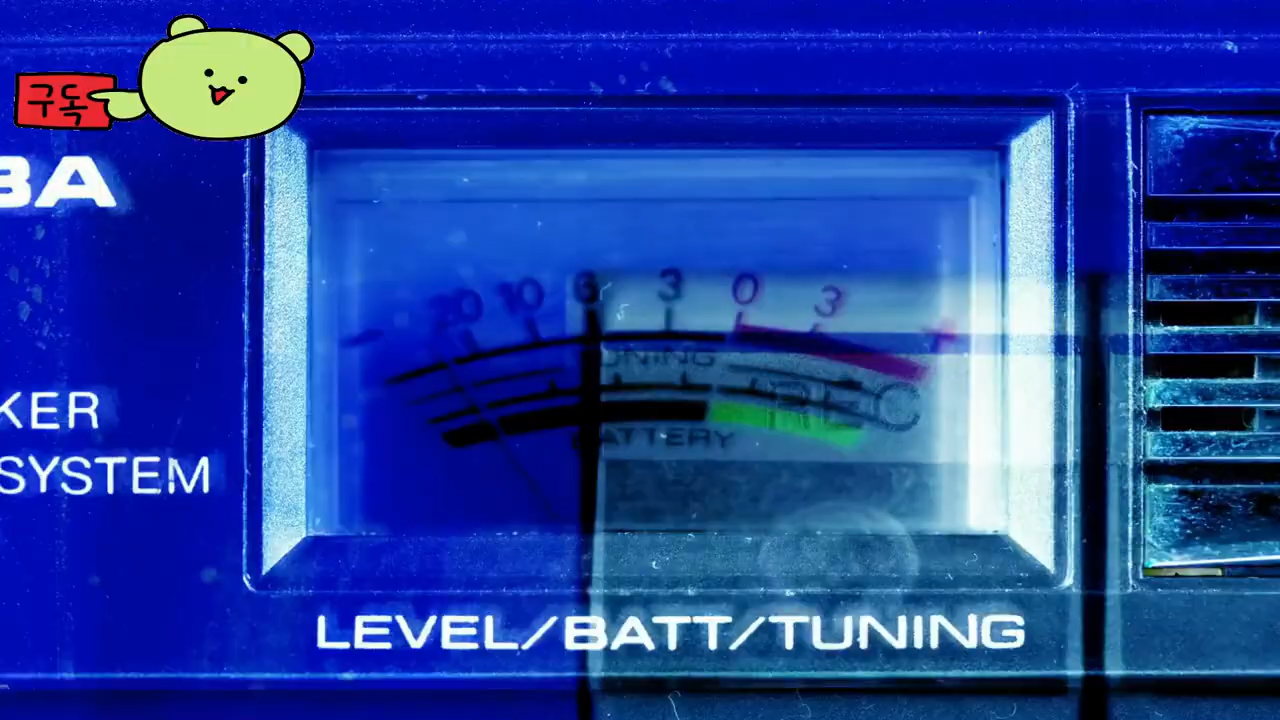 구독
BA
20 10 6 3 0 3
TUNING
REC
BATTERY
KER
SYSTEM
LEVEL/BATT/TUNING